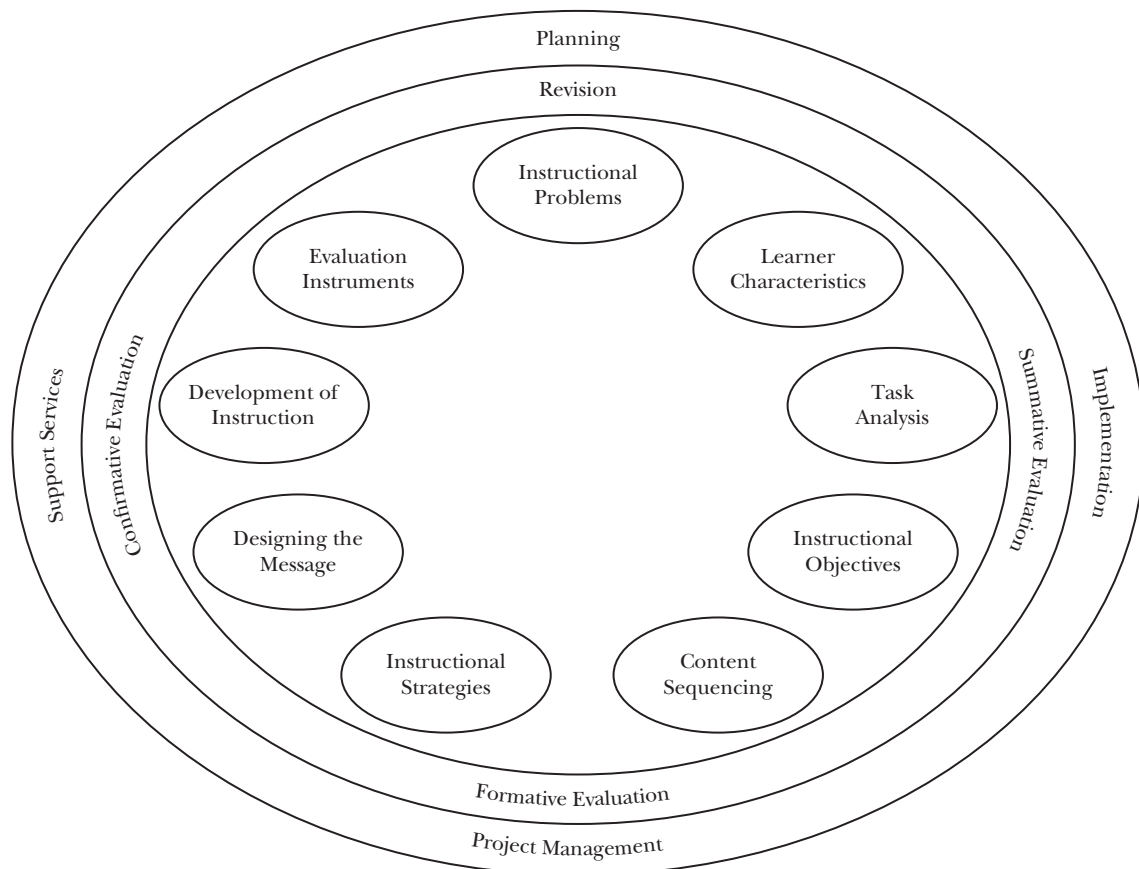 Planning
Revision
Instructional
Problems
Evaluation
Instruments
Learner
Characteristics
Development of
Instruction
Task
Analysis
Support Services
Confirmative Evaluation
Summative Evaluation
Implementation
Designing the
Message
Instructional
Objectives
Instructional
Strategies
Content
Sequencing
Formative Evaluation
Project Management